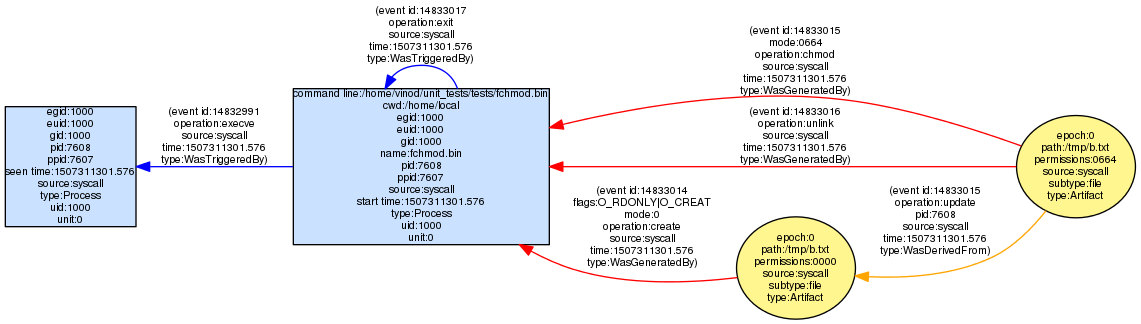 (event id:14833017
operation:exit
source:syscall
time:1507311301.576
type:WasTriggeredBy)
(event id:14833015
mode:0664
operation:chmod
source:syscall
time:1507311301.576
type:WasGeneratedBy)
egid:1000
euid:1000
gid:1000
pid:7608
ppid:7607
seen time:1507311301.576
source:syscall
type:Process
uid:1000
unit:0
(event id:14832991
operation:execve
source:syscall
time:1507311301.576
type:WasTriggeredBy)
command line:/home/vinod/unit_tests/tests/fchmod.bin
cwd:/home/local
egid:1000
euid:1000
gid:1000
name:fchmod.bin
pid:7608
ppid:7607
source:syscall
start time:1507311301.576
type:Process
uid:1000
unit:0
(event id:14833016
operation:unlink
source:syscall
time:1507311301.576
type:WasGeneratedBy)
epoch:0
path:/tmp/b.txt
permissions:0664
source:syscall
subtype:file
type:Artifact
(event id:14833014
flags:O_RDONLY|O_CREAT
mode:0
operation:create
source:syscall
time:1507311301.576
type:WasGeneratedBy)
epoch:0
path:/tmp/b.txt
permissions:0000
source:syscall
subtype:file
type:Artifact
(event id:14833015
operation:update
pid:7608
source:syscall
time:1507311301.576
type:WasDerivedFrom)